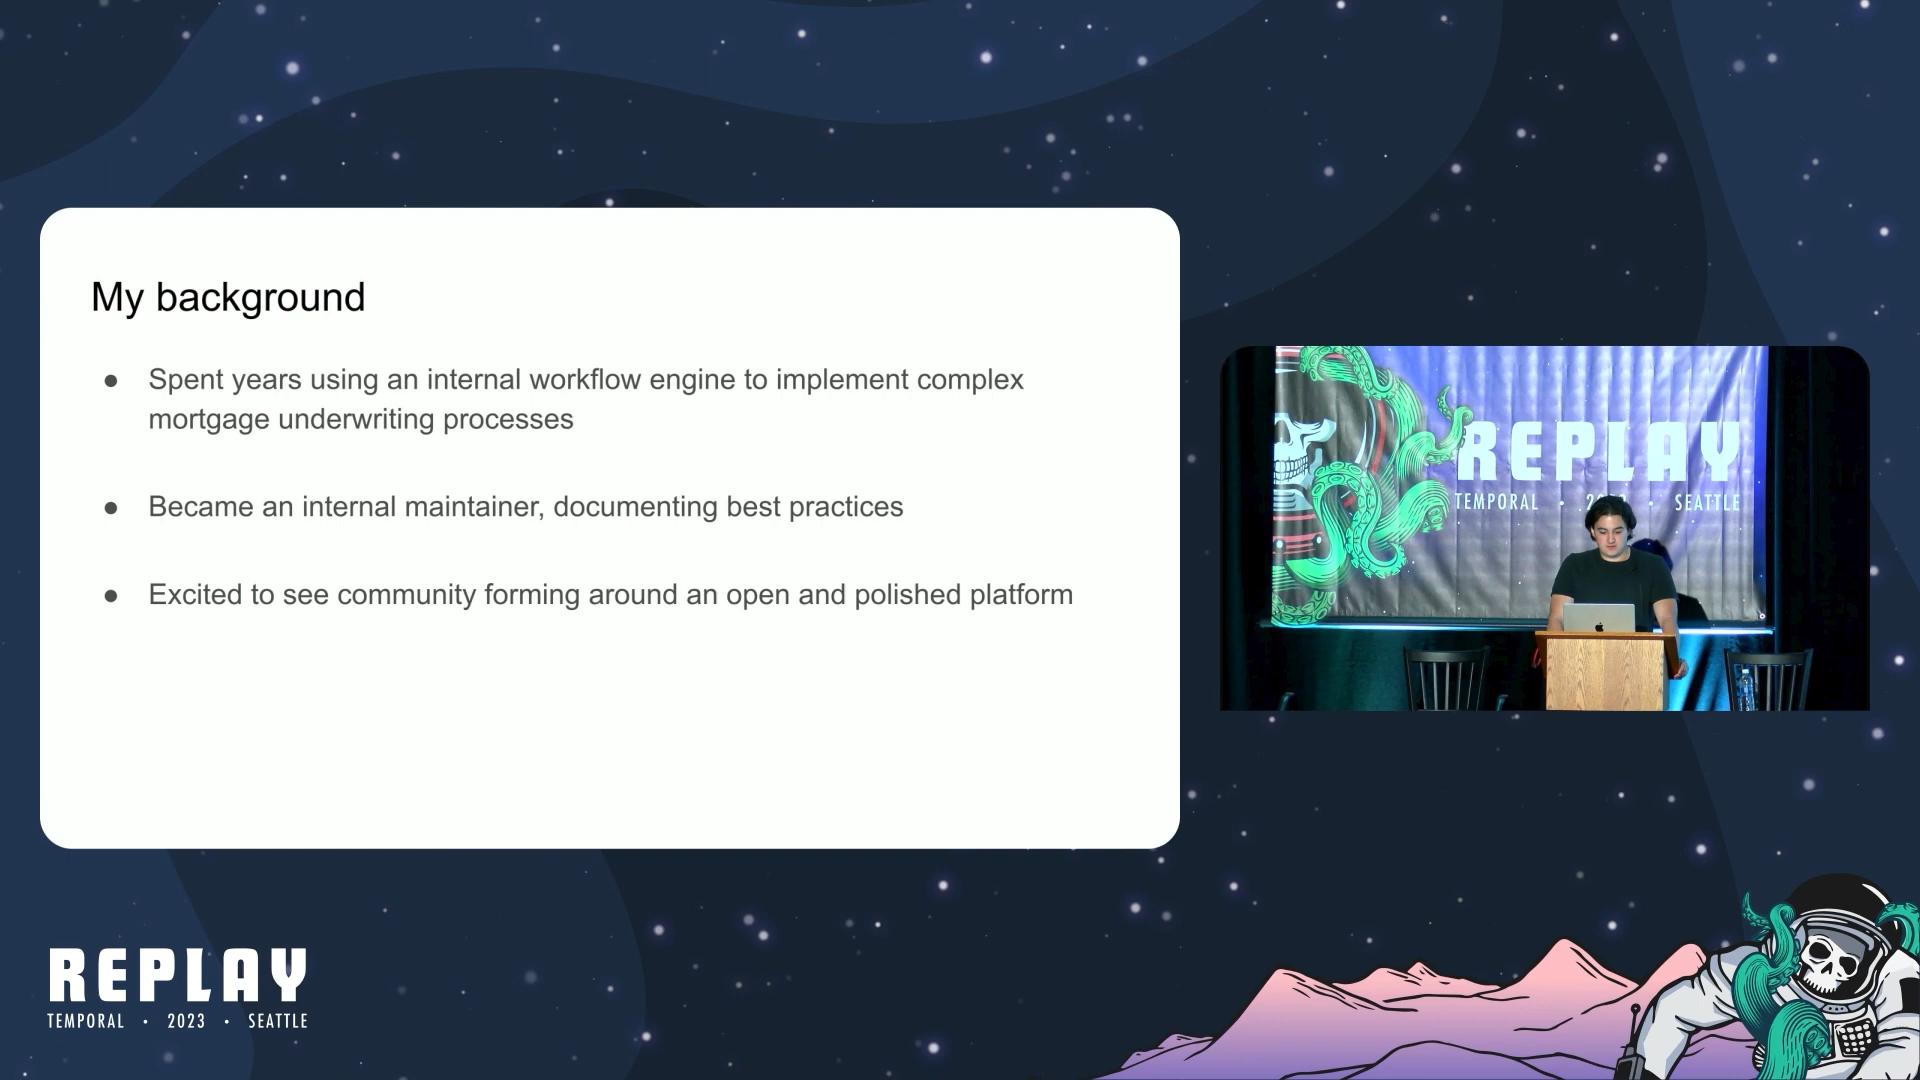 My background
● Spent years using an internal workflow engine to implement complex
mortgage underwriting processes
● Became an internal maintainer, documenting best practices
● Excited to see community forming around an open and polished platform
REPLAY
TEMPORAL • 2023 • SEATTLE
REPLAY
TEMPORAL • • SEATTLE